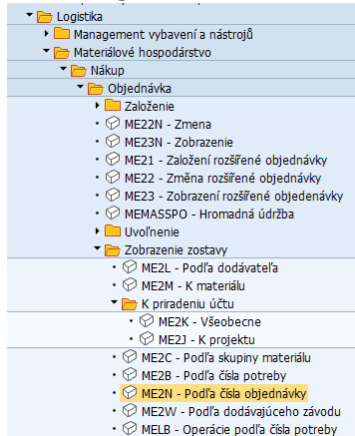 Logistika
Management vybavení a nástrojů
Materiálové hospodárstvo
Nákup
Objednávka
Založenie
ME22N - Zmena
ME23N - Zobrazenie
ME21 - Založení rozšířené objednávky
ME22 - Změna rozšířené objednávky
ME23 - Zobrazení rozšířené objedenávky
MEMASSPO - Hromadná údržba
Uvoľnenie
Zobrazenie zostavy
ME2L - Podľa dodávateľa
ME2M - K materiálu
K priradeniu účtu
ME2K - Všeobecne
ME2J - K projektu
ME2C - Podľa skupiny materiálu
ME2B - Podľa čísla potreby
ME2N - Podľa čísla objednávky
ME2W - Podľa dodávajúceho závodu
MELB - Operácie podľa čísla potreby